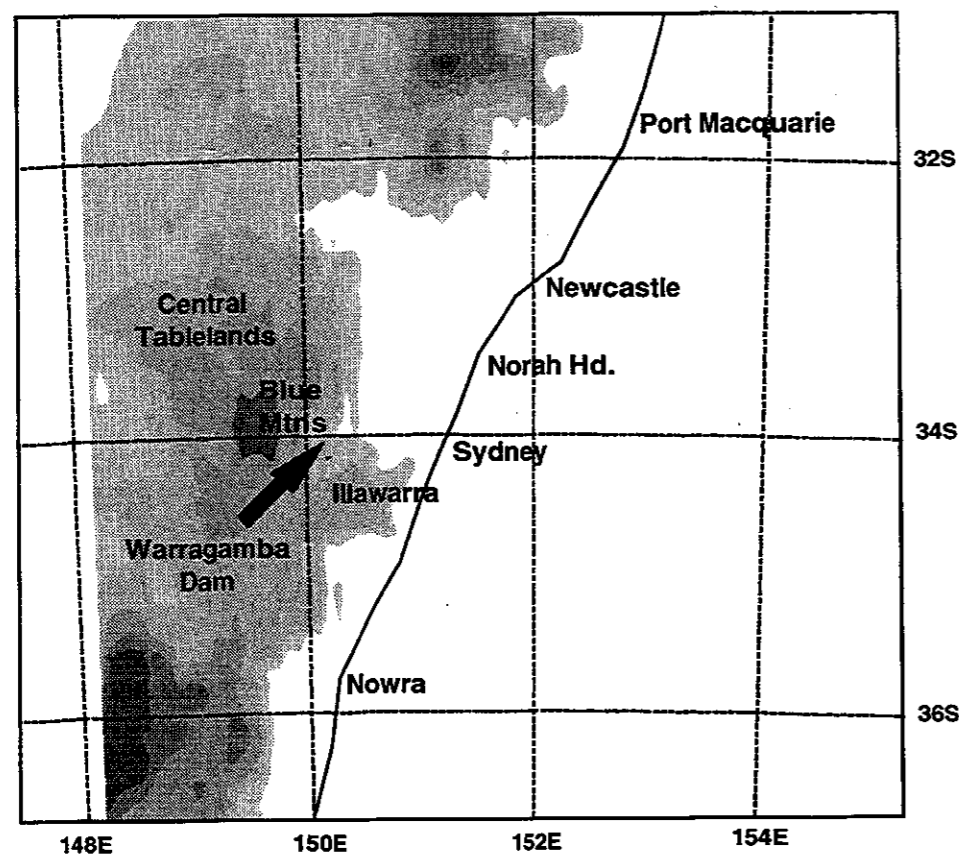 Port Macquarie
32S
Newcastle
Central
Tablelands
Norah Hd.
Blue
Mtns
34S
Sydney
Illawarra
Warragamba
Dam
Nowra
36S
148E
150E
152E
154E